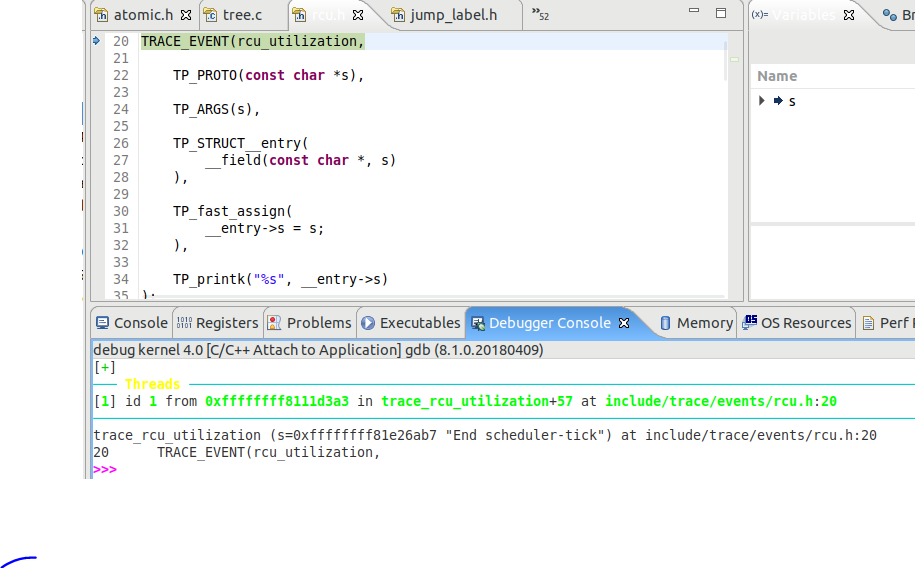 atomic.h tree.c rcu.h jump_label.h »52
(x)= Variables Br
20 TRACE_EVENT(rcu_utilization,
21
22 TP_PROTO(const char *s),
23
24 TP_ARGS(s),
25
26 TP_STRUCT__entry(
27 __field(const char *, s)
28 ),
29
30 TP_fast_assign(
31 __entry->s = s;
32 ),
33
34 TP_printk("%s", __entry->s)
35 );
Name
s
Console Registers Problems Executables Debugger Console Memory OS Resources Perf
debug kernel 4.0 [C/C++ Attach to Application] gdb (8.1.0.20180409)
[+]
Threads
[1] id 1 from 0xffffffff8111d3a3 in trace_rcu_utilization+57 at include/trace/events/rcu.h:20
trace_rcu_utilization (s=0xffffffff81e26ab7 "End scheduler-tick") at include/trace/events/rcu.h:20
20 TRACE_EVENT(rcu_utilization,
>>>